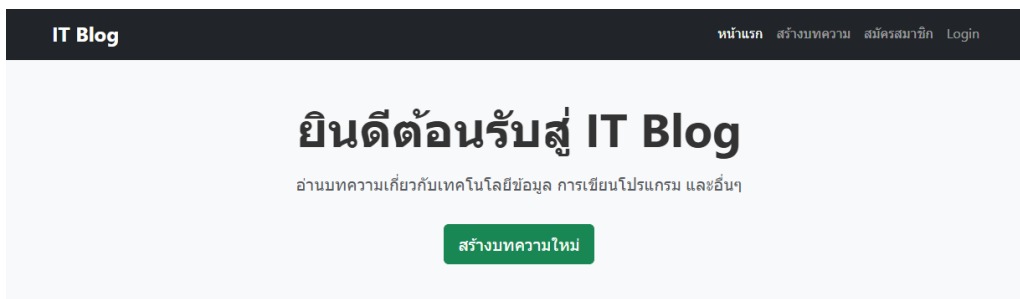 IT Blog
หน้าแรก สร้างบทความ สมัครสมาชิก Login
ยินดีต้อนรับสู่ IT Blog
อ่านบทความเกี่ยวกับเทคโนโลยีข้อมูล การเขียนโปรแกรม และอื่นๆ
สร้างบทความใหม่